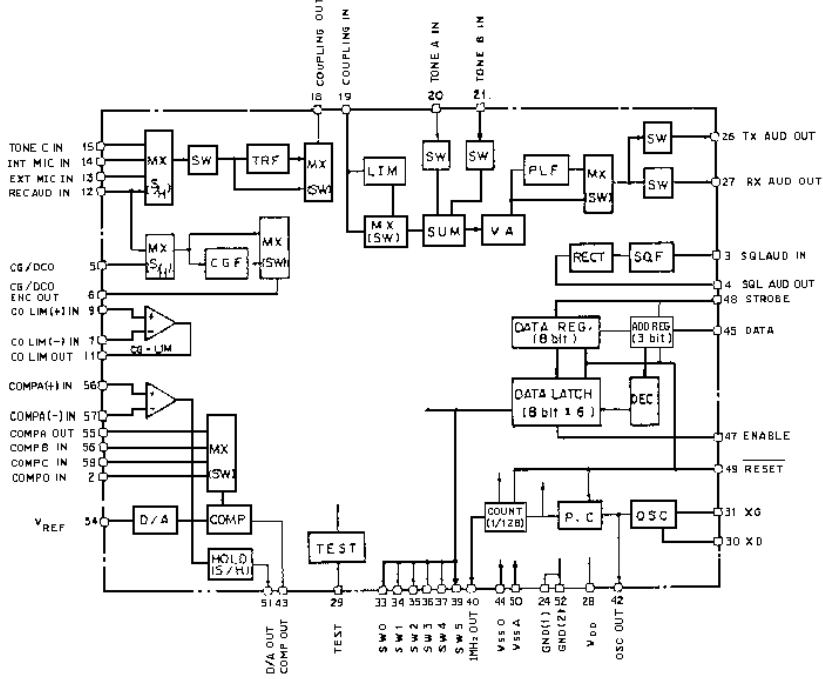 COUPLING OUT
COUPLING IN
TONE A IN
TONE B IN
18
19
20
21
TONE C IN 15
INT MIC IN 14
EXT MIC IN 13
REC AUD IN 12
MX
(S/H)
SW
TRF
MX
(SW)
LIM
MX
(SW)
SW
SW
SUM
VA
PLF
MX
(SW)
SW
SW
26 TX AUD OUT
27 RX AUD OUT
CG/DCO 5
CG/DCO
ENC OUT 6
MX
S(/H)
CGF
MX
(SW)
RECT
SQF
3 SQLAUD IN
4 SQL AUD OUT
CO LIM(+) IN 9
CO LIM(-) IN 7
CO LIM OUT 11
+
-
CG-LIM
48 STROBE
45 DATA
DATA REG.
(8 bit)
ADD REG
(3 bit)
DATA LATCH
(8 bit x 6)
DEC
47 ENABLE
49 RESET
COMPA(+) IN 56
COMPA(-) IN 57
COMPA OUT 55
COMPB IN 56
COMPC IN 59
COMPO IN 2
+
-
MX
(SW)
VREF 54
D/A
COMP
HOLD
(S/H)
TEST
COUNT
(1/128)
P.C
OSC
31 XG
30 XD
51
43
29
33
34
35
36
37
39
40
44
50
24
52
28
42
D/A OUT
COMP OUT
TEST
SW0
SW1
SW2
SW3
SW4
SW5
1MHz OUT
VSS D
VSS A
GND(1)
GND(2)
VDD
OSC OUT